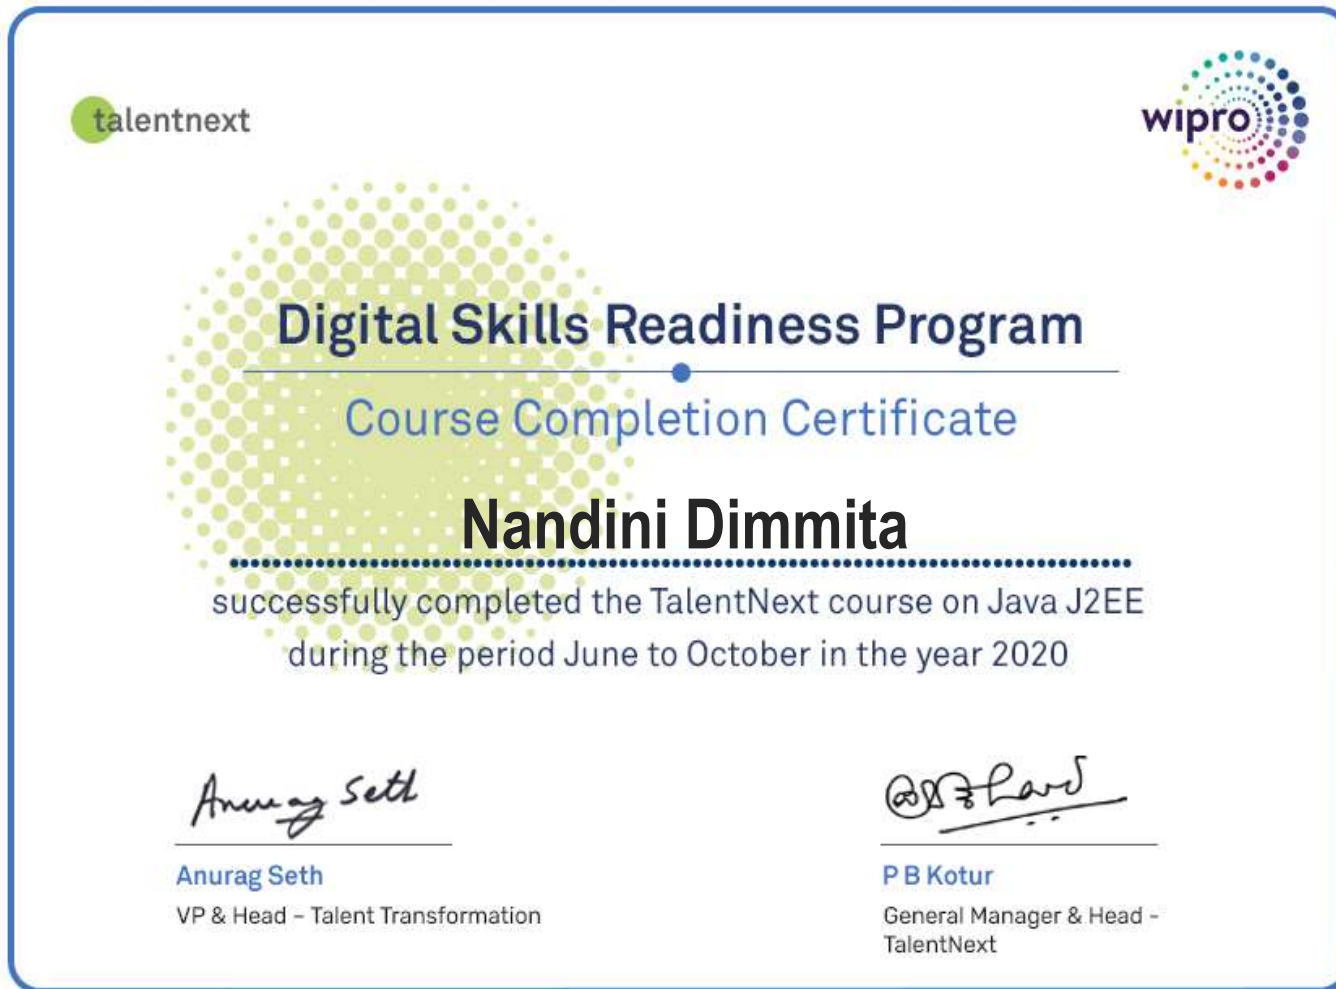 talentnext
wipro
Digital Skills Readiness Program
Course Completion Certificate
Nandini Dimmita
successfully completed the TalentNext course on Java J2EE
during the period June to October in the year 2020
Anurag Seth
Anurag Seth
P B Kotur
VP & Head – Talent Transformation
General Manager & Head -
TalentNext